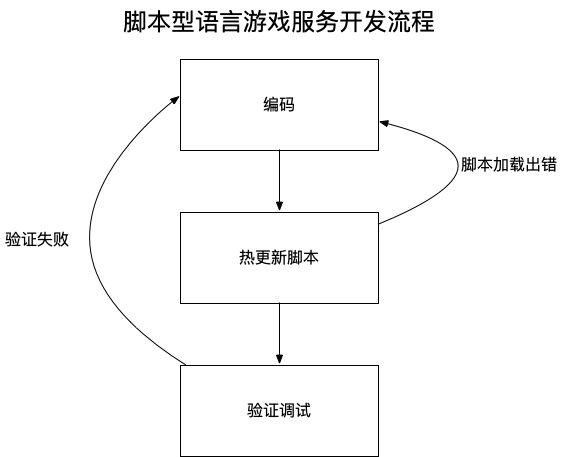 脚本型语言游戏服务开发流程
编码
脚本加载出错
验证失败
热更新脚本
验证调试